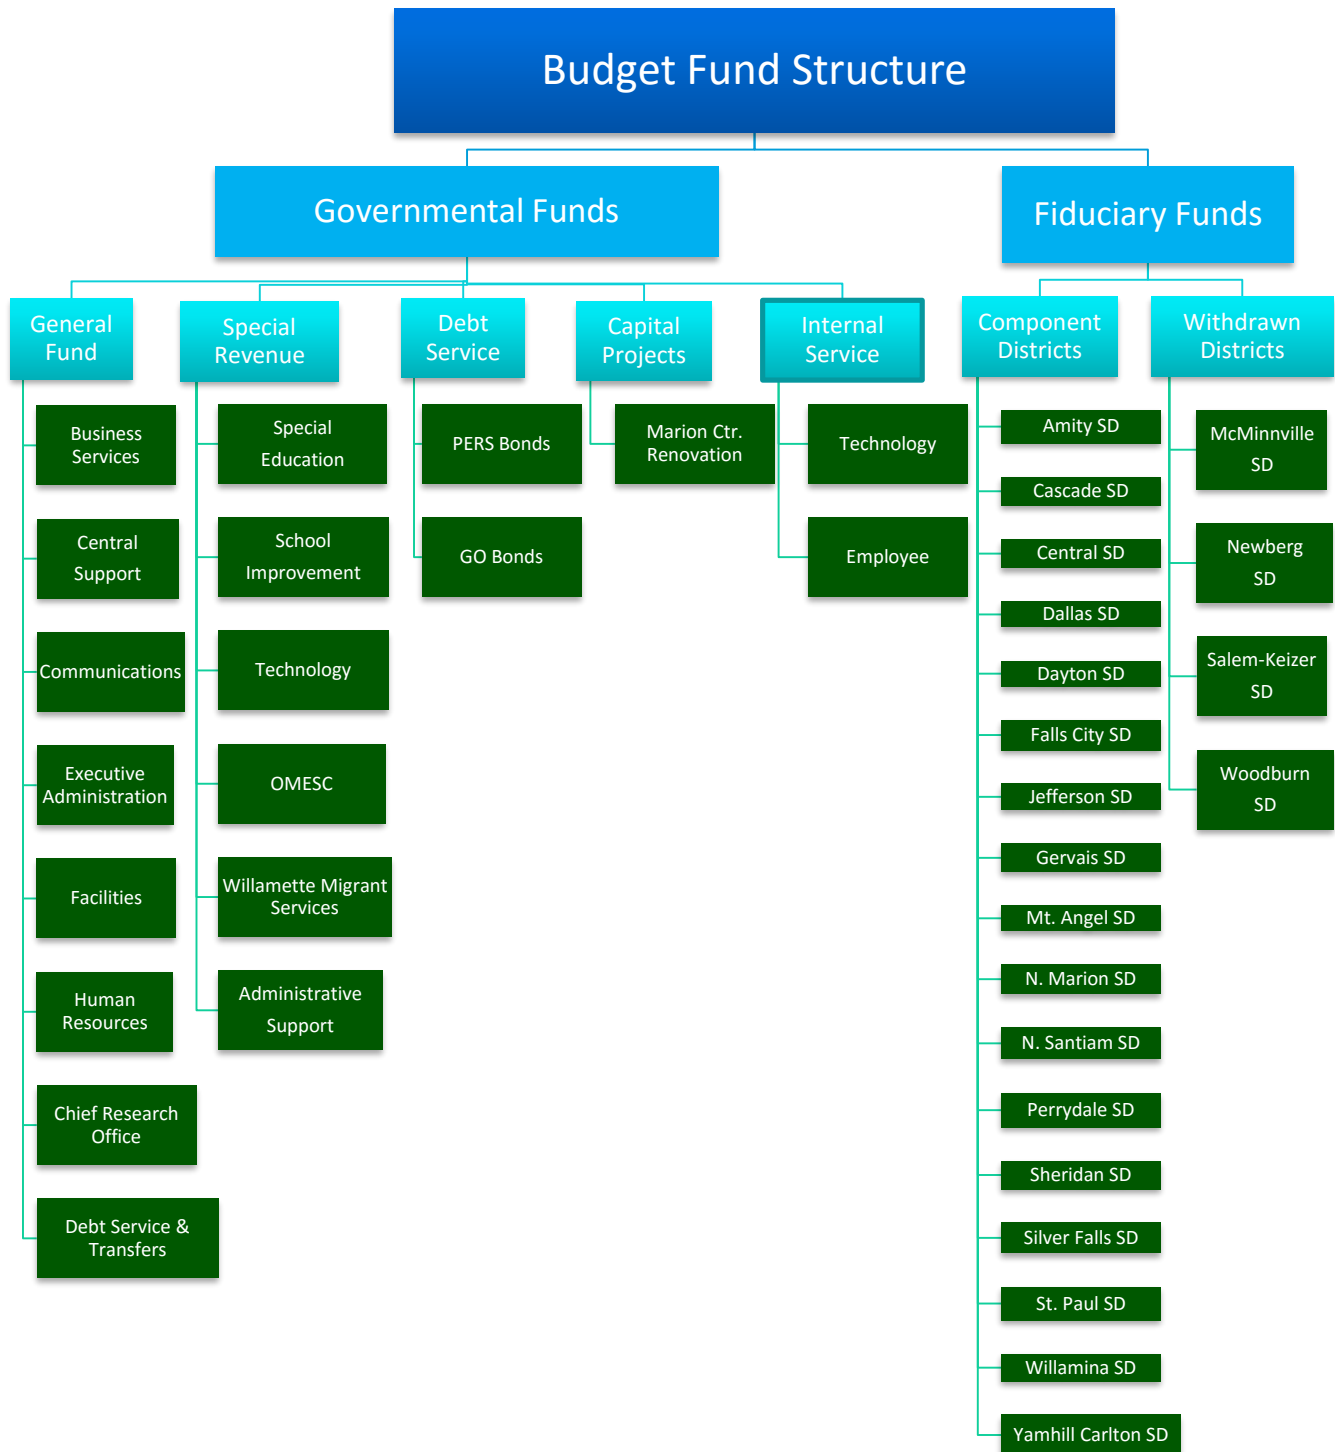 Budget Fund Structure
Governmental Funds
Fiduciary Funds
General
Fund
Business
Services
Central
Support
Communications
Executive
Administration
Facilities
Human
Resources
Chief Research
Office
Debt Service &
Transfers
Special
Revenue
Special
Education
School
Improvement
Technology
OMESC
Willamette Migrant
Services
Administrative
Support
Debt
Service
PERS Bonds
GO Bonds
Capital
Projects
Marion Ctr.
Renovation
Internal
Service
Technology
Employee
Component
Districts
Amity SD
Cascade SD
Central SD
Dallas SD
Dayton SD
Falls City SD
Jefferson SD
Gervais SD
Mt. Angel SD
N. Marion SD
N. Santiam SD
Perrydale SD
Sheridan SD
Silver Falls SD
St. Paul SD
Willamina SD
Yamhill Carlton SD
Withdrawn
Districts
McMinnville
SD
Newberg
SD
Salem-Keizer
SD
Woodburn
SD